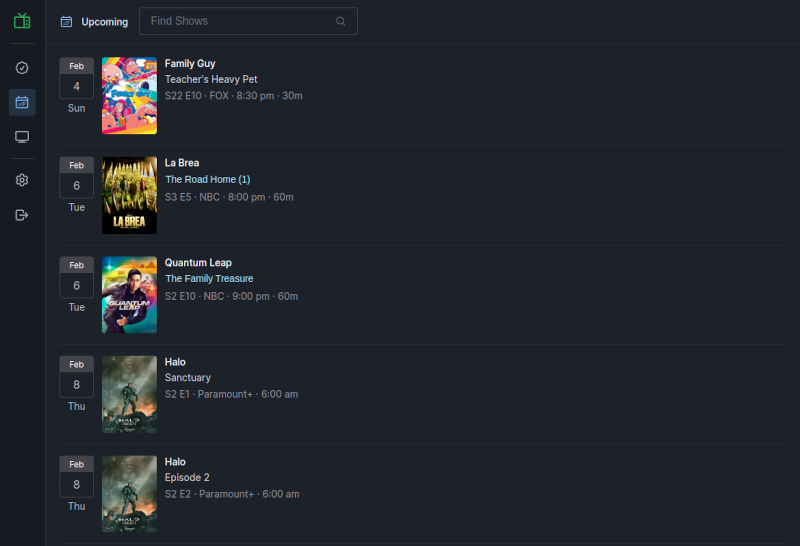 Upcoming
Find Shows
Feb
4
Sun
FAMILY GUY
Family Guy
Teacher's Heavy Pet
S22 E10 · FOX · 8:30 pm · 30m
Feb
6
Tue
LA BREA
La Brea
The Road Home (1)
S3 E5 · NBC · 8:00 pm · 60m
Feb
6
Tue
QUANTUM
LEAP
Quantum Leap
The Family Treasure
S2 E10 · NBC · 9:00 pm · 60m
Feb
8
Thu
HALO
Halo
Sanctuary
S2 E1 · Paramount+ · 6:00 am
Feb
8
Thu
HALO
Halo
Episode 2
S2 E2 · Paramount+ · 6:00 am